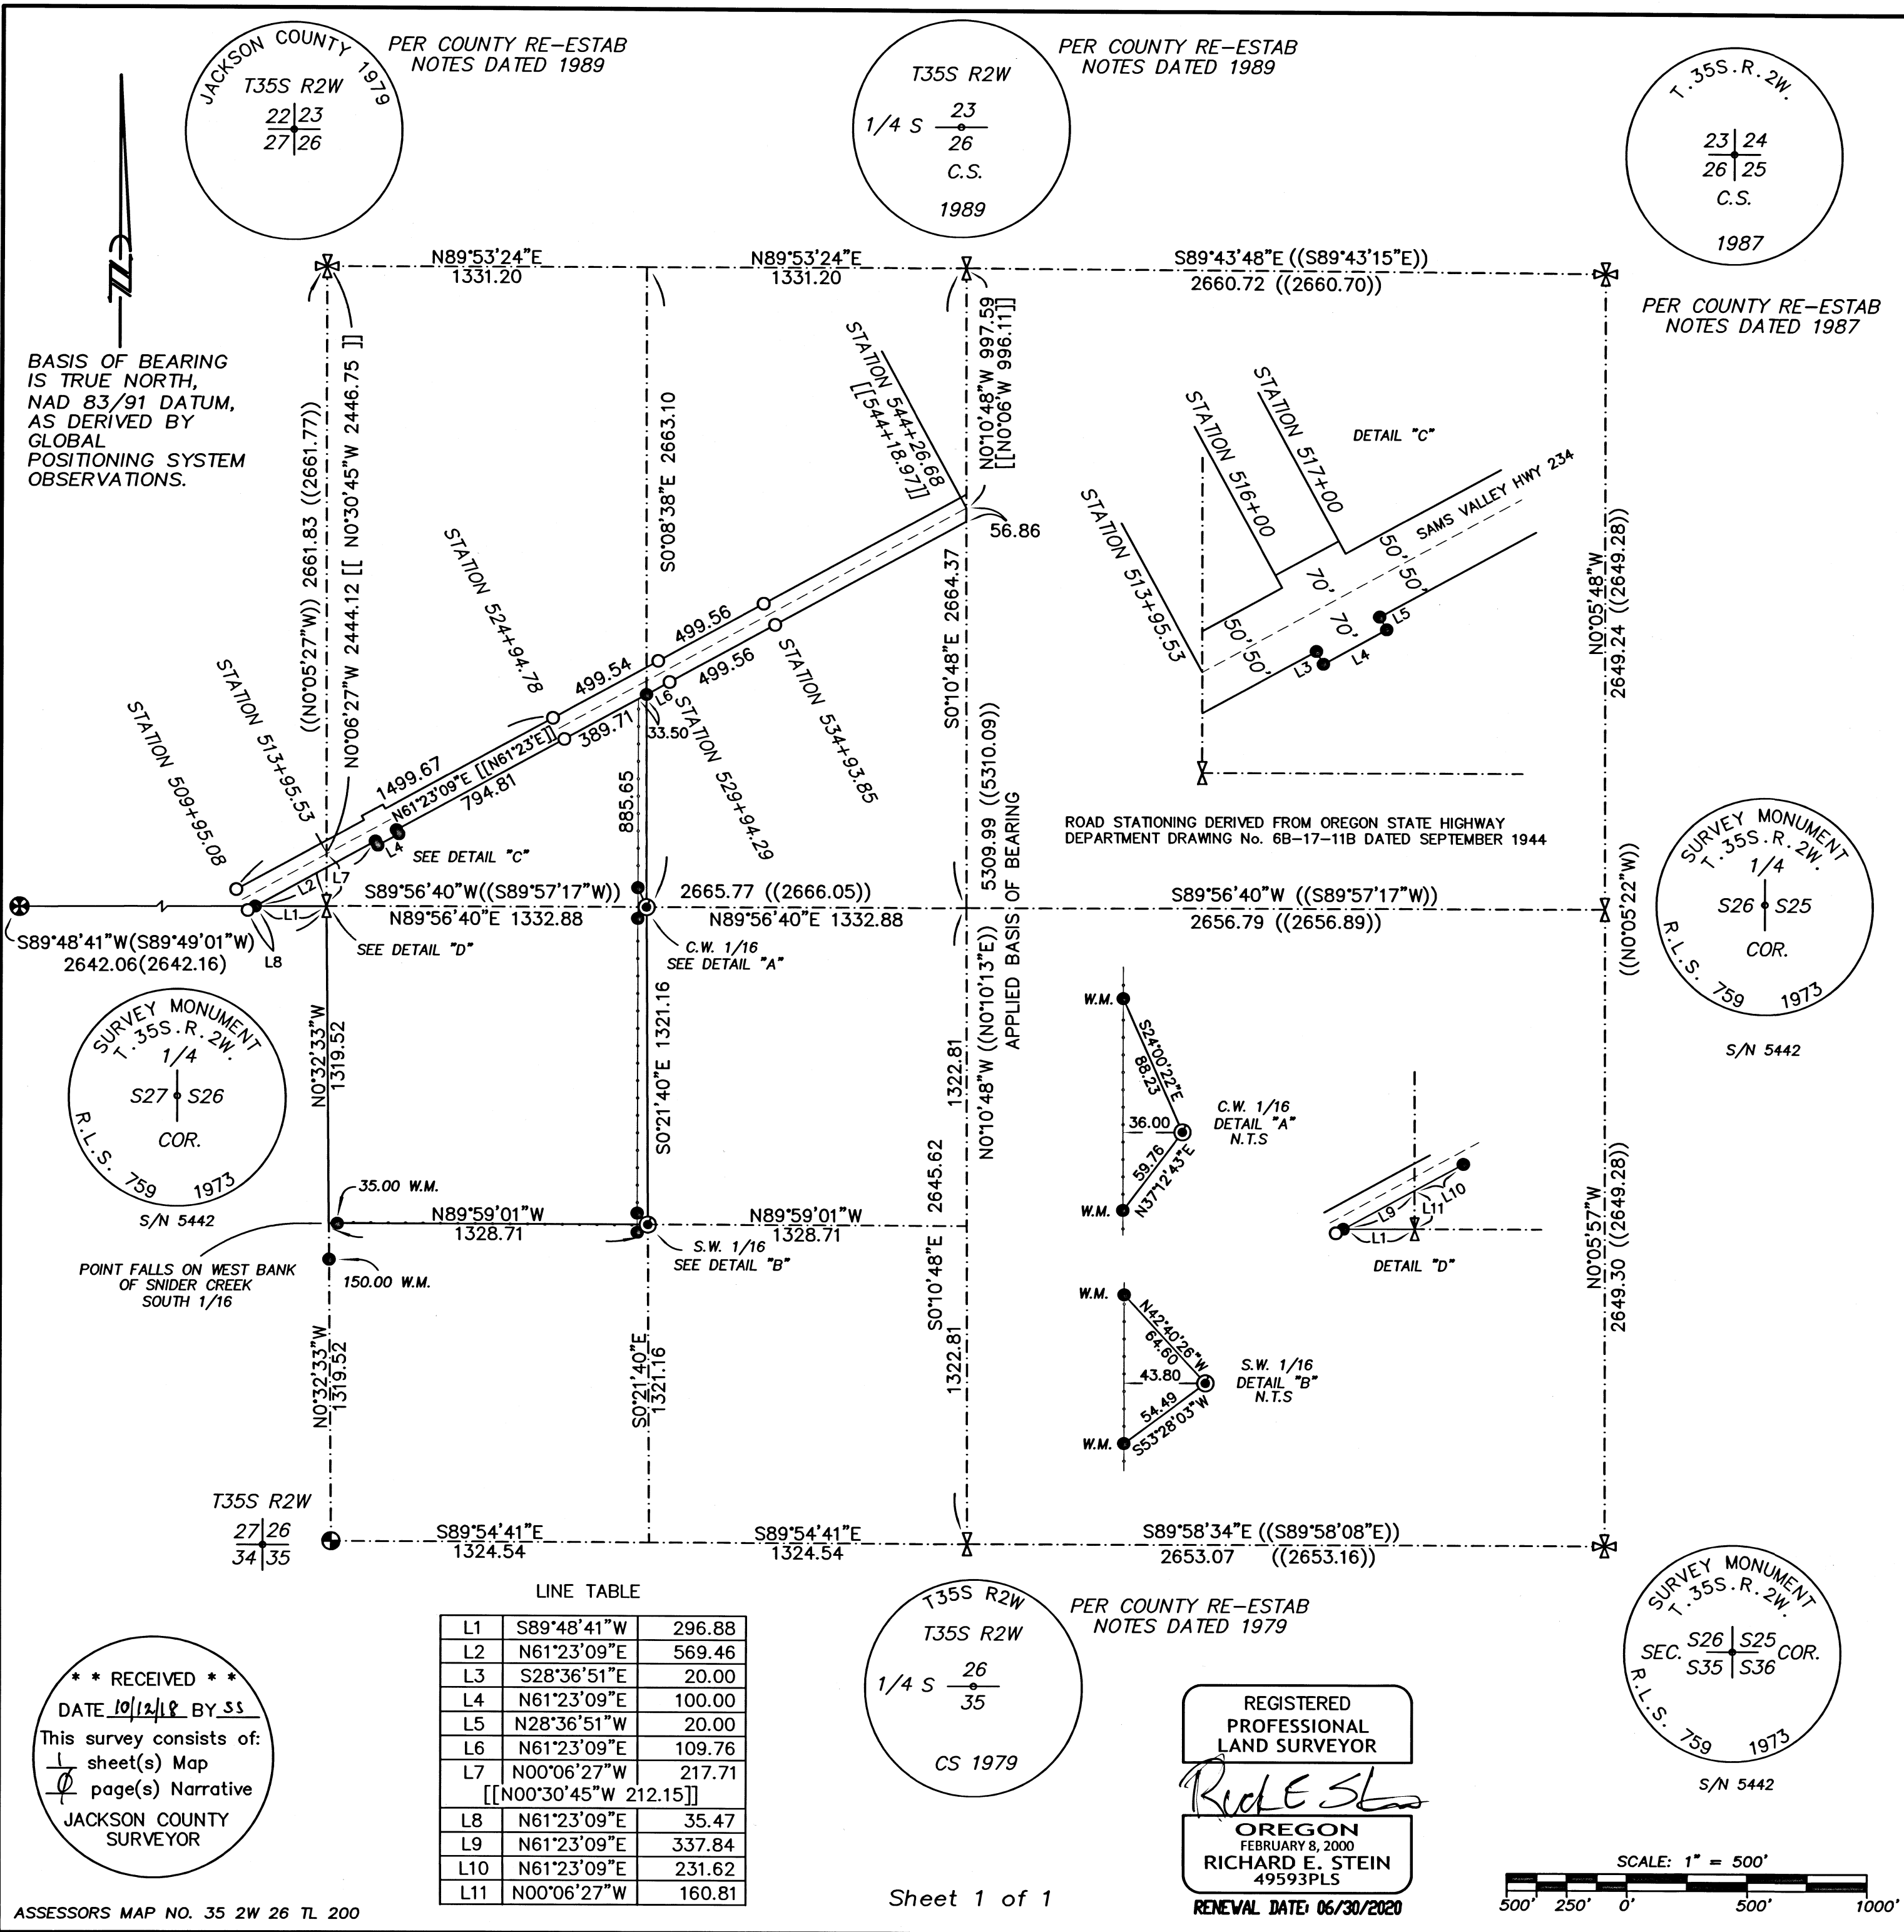 JACKSON COUNTY 1979
T35S R2W
22 23
27 26
PER COUNTY RE-ESTAB
NOTES DATED 1989
T35S R2W
1/4 S
23
26
C.S.
1989
PER COUNTY RE-ESTAB
NOTES DATED 1989
T.35S.R.2W.
23 24
26 25
C.S.
1987
PER COUNTY RE-ESTAB
NOTES DATED 1987
BASIS OF BEARING
IS TRUE NORTH,
NAD 83/91 DATUM,
AS DERIVED BY
GLOBAL
POSITIONING SYSTEM
OBSERVATIONS.
N89°53'24"E
1331.20
N89°53'24"E
1331.20
S89°43'48"E ((S89°43'15"E))
2660.72 ((2660.70))
((N0°05'27"W)) 2661.83 ((2661.77))
N0°06'27"W 2444.12 [[ N0°30'45"W 2446.75 ]]
S0°08'38"E 2663.10
N0°10'48"W 997.59
[[N0°06'W 996.11]]
STATION 544+26.68
[[544+18.97]]
56.86
S0°10'48"E 2664.37
STATION 509+95.08
STATION 513+95.53
STATION 524+94.78
STATION 529+94.29
STATION 534+93.85
1499.67
N61°23'09"E [[N61°23'E]]
794.81
499.54
389.71
499.56
499.56
L6
33.50
885.65
L4
L2
L7
L1
L8
SEE DETAIL "C"
DETAIL "C"
STATION 513+95.53
STATION 516+00
STATION 517+00
SAMS VALLEY HWY 234
50' 50'
70'
70'
50' 50'
L3
L4
L5
ROAD STATIONING DERIVED FROM OREGON STATE HIGHWAY
DEPARTMENT DRAWING No. 6B-17-11B DATED SEPTEMBER 1944
N0°05'48"W
2649.24 ((2649.28))
((N0°05'22"W))
S89°48'41"W(S89°49'01"W)
2642.06(2642.16)
S89°56'40"W((S89°57'17"W))
2665.77 ((2666.05))
N89°56'40"E 1332.88
N89°56'40"E 1332.88
SEE DETAIL "D"
C.W. 1/16
SEE DETAIL "A"
S89°56'40"W ((S89°57'17"W))
2656.79 ((2656.89))
N0°10'48"W ((N0°10'13"E)) 5309.99 ((5310.09))
APPLIED BASIS OF BEARING
SURVEY MONUMENT
T.35S.R.2W.
1/4
S26 S25
COR.
R.L.S. 759 1973
S/N 5442
SURVEY MONUMENT
T.35S.R.2W.
1/4
S27 S26
COR.
R.L.S. 759 1973
S/N 5442
N0°32'33"W
1319.52
S0°21'40"E 1321.16
1322.81
S0°10'48"E 2645.62
1322.81
35.00 W.M.
N89°59'01"W
1328.71
N89°59'01"W
1328.71
S.W. 1/16
SEE DETAIL "B"
POINT FALLS ON WEST BANK
OF SNIDER CREEK
SOUTH 1/16
150.00 W.M.
N0°32'33"W
1319.52
S0°21'40"E
1321.16
N0°05'57"W
2649.30 ((2649.28))
W.M.
S24°00'22"E
88.23
36.00
59.76
N37°12'43"E
W.M.
C.W. 1/16
DETAIL "A"
N.T.S
W.M.
N42°40'26"W
64.60
43.80
54.49
S53°28'03"W
W.M.
S.W. 1/16
DETAIL "B"
N.T.S
L9
L10
L11
L1
DETAIL "D"
T35S R2W
27 26
34 35
S89°54'41"E
1324.54
S89°54'41"E
1324.54
S89°58'34"E ((S89°58'08"E))
2653.07 ((2653.16))
T35S R2W
T35S R2W
1/4 S
26
35
CS 1979
PER COUNTY RE-ESTAB
NOTES DATED 1979
SURVEY MONUMENT
T.35S.R.2W.
SEC. S26 S25 COR.
S35 S36
R.L.S. 759 1973
S/N 5442
LINE TABLE
L1 S89°48'41"W 296.88
L2 N61°23'09"E 569.46
L3 S28°36'51"E 20.00
L4 N61°23'09"E 100.00
L5 N28°36'51"W 20.00
L6 N61°23'09"E 109.76
L7 N00°06'27"W 217.71
[[N00°30'45"W 212.15]]
L8 N61°23'09"E 35.47
L9 N61°23'09"E 337.84
L10 N61°23'09"E 231.62
L11 N00°06'27"W 160.81
* * RECEIVED * *
DATE 10/12/18 BY SS
This survey consists of:
1 sheet(s) Map
0 page(s) Narrative
JACKSON COUNTY
SURVEYOR
ASSESSORS MAP NO. 35 2W 26 TL 200
Sheet 1 of 1
REGISTERED
PROFESSIONAL
LAND SURVEYOR
OREGON
FEBRUARY 8, 2000
RICHARD E. STEIN
49593PLS
RENEWAL DATE: 06/30/2020
SCALE: 1" = 500'
500' 250' 0' 500' 1000'